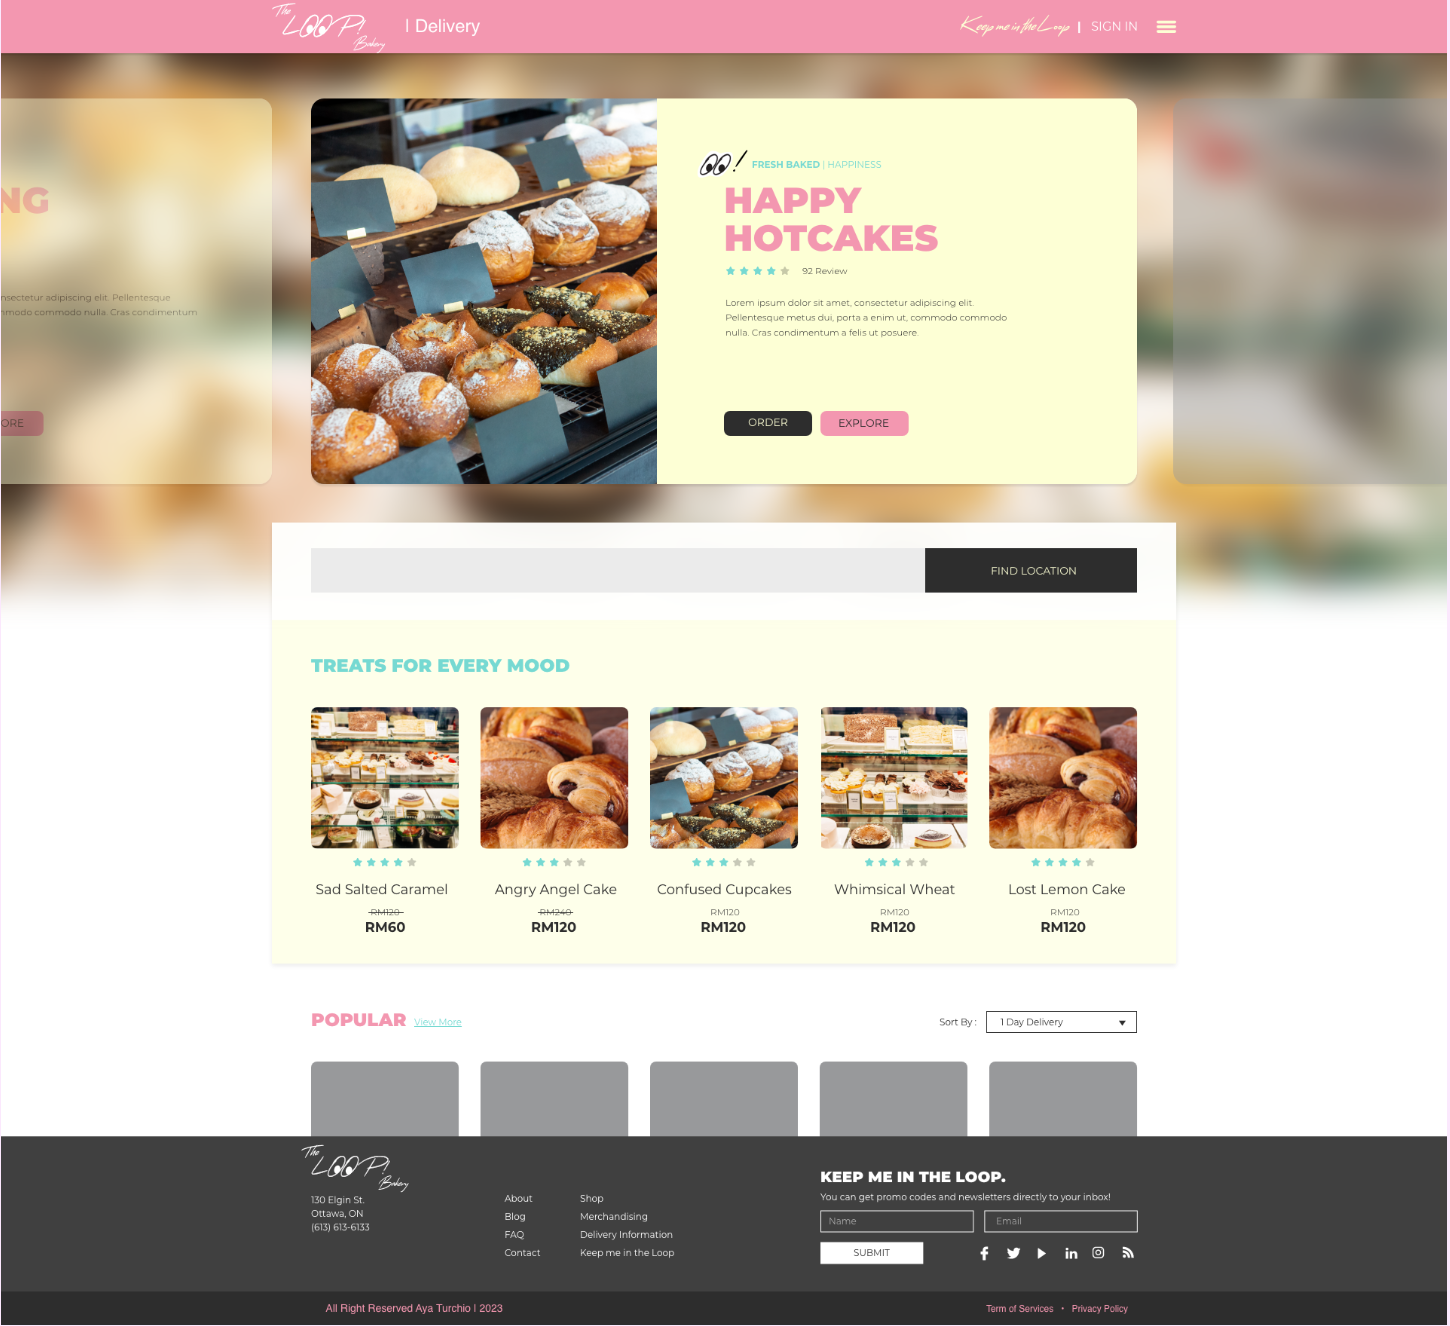 The
LOOP!
Bakery
| Delivery
Keep me in the Loop | SIGN IN
NG
nsectetur adipiscing elit. Pellentesque
mmodo commodo nulla. Cras condimentum
ORE
FRESH BAKED | HAPPINESS
HAPPY
HOTCAKES
92 Review
Lorem ipsum dolor sit amet, consectetur adipiscing elit.
Pellentesque metus dui, porta a enim ut, commodo commodo
nulla. Cras condimentum a felis ut posuere.
ORDER
EXPLORE
FIND LOCATION
TREATS FOR EVERY MOOD
Sad Salted Caramel
RM120
RM60
Angry Angel Cake
RM240
RM120
Confused Cupcakes
RM120
RM120
Whimsical Wheat
RM120
RM120
Lost Lemon Cake
RM120
RM120
POPULAR View More
Sort By : 1 Day Delivery
The
LOOP!
Bakery
130 Elgin St.
Ottawa, ON
(613) 613-6133
About
Blog
FAQ
Contact
Shop
Merchandising
Delivery Information
Keep me in the Loop
KEEP ME IN THE LOOP.
You can get promo codes and newsletters directly to your inbox!
Name
Email
SUBMIT
All Right Reserved Aya Turchio | 2023
Term of Services • Privacy Policy